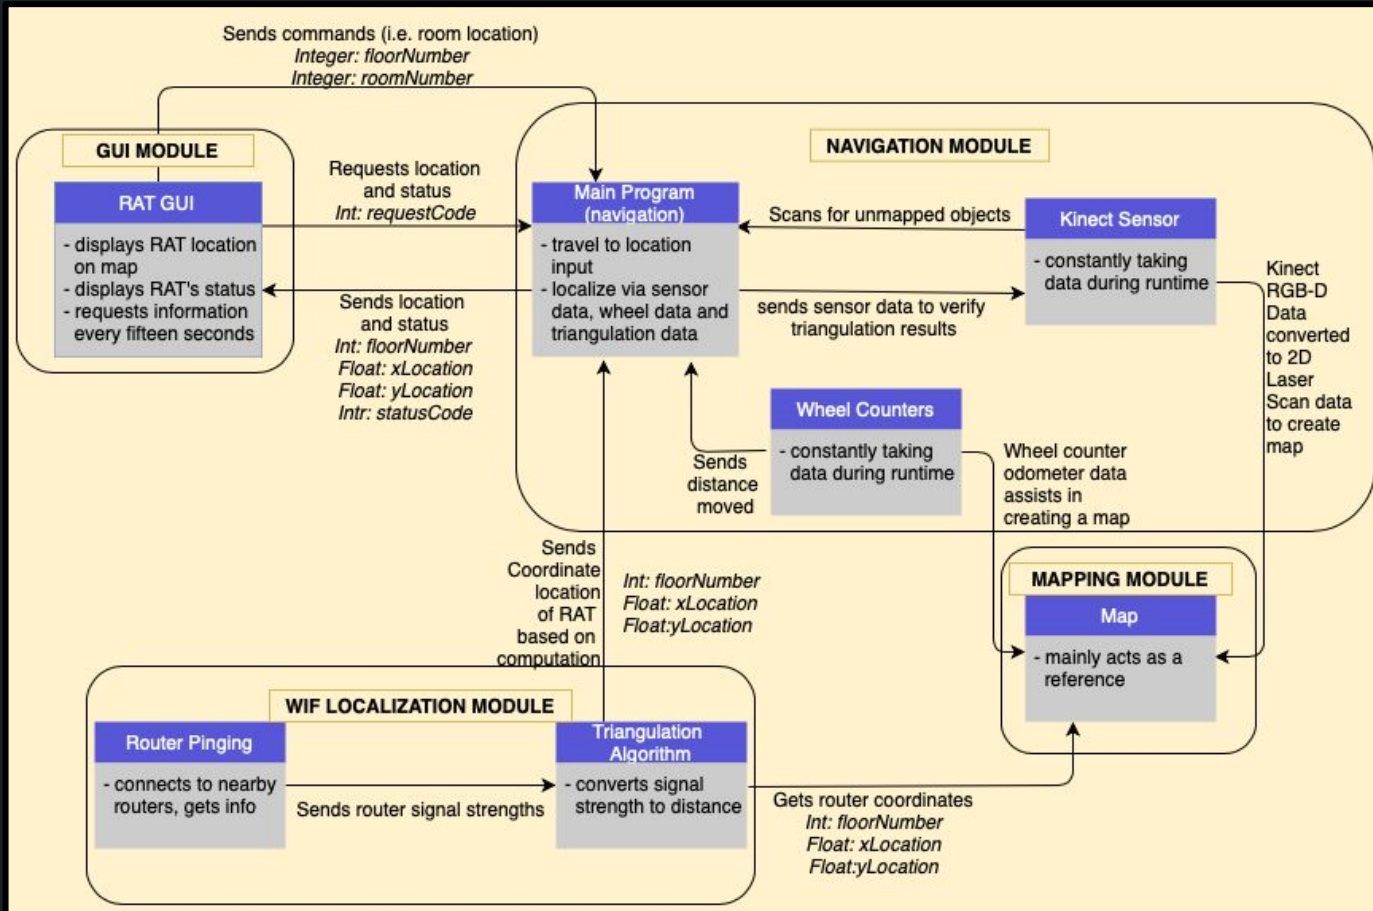 Sends commands (i.e. room location)
Integer: floorNumber
Integer: roomNumber
GUI MODULE
RAT GUI
- displays RAT location
on map
- displays RAT's status
- requests information
every fifteen seconds
Requests location
and status
Int: requestCode
Sends location
and status
Int: floorNumber
Float: xLocation
Float: yLocation
Intr: statusCode
NAVIGATION MODULE
Main Program
(navigation)
- travel to location
input
- localize via sensor
data, wheel data and
triangulation data
Scans for unmapped objects
sends sensor data to verify
triangulation results
Kinect Sensor
- constantly taking
data during runtime
Kinect
RGB-D
Data
converted
to 2D
Laser
Scan data
to create
map
Wheel Counters
- constantly taking
data during runtime
Sends
distance
moved
Wheel counter
odometer data
assists in
creating a map
Sends
Coordinate
location
of RAT
based on
computation
Int: floorNumber
Float: xLocation
Float:yLocation
MAPPING MODULE
Map
- mainly acts as a
reference
WIF LOCALIZATION MODULE
Router Pinging
- connects to nearby
routers, gets info
Sends router signal strengths
Triangulation
Algorithm
- converts signal
strength to distance
Gets router coordinates
Int: floorNumber
Float: xLocation
Float:yLocation